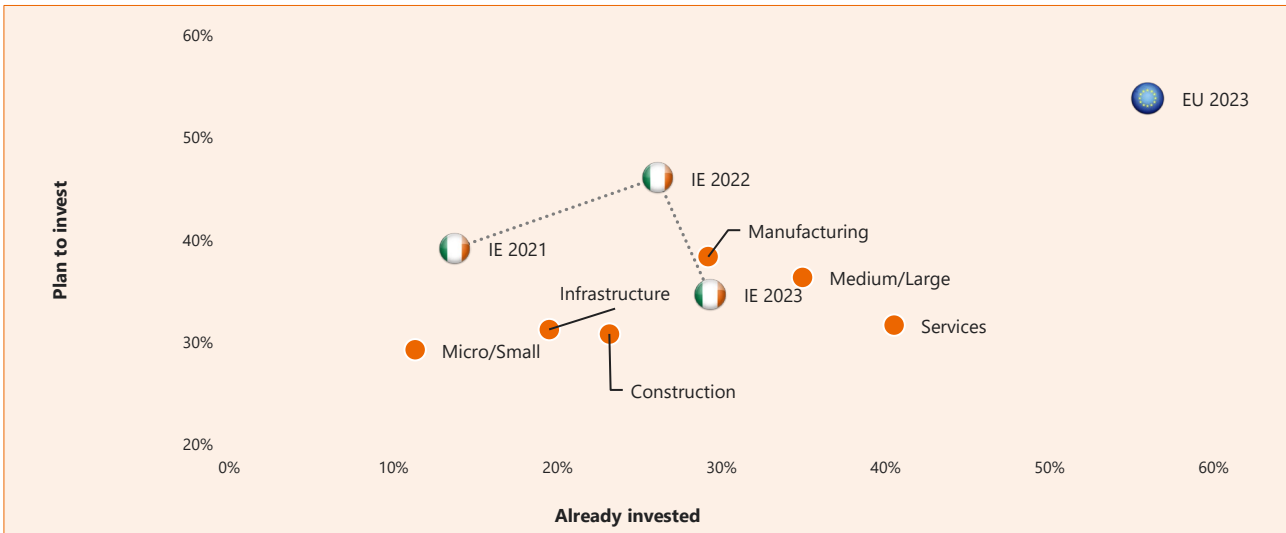 60%
EU 2023
50%
Plan to invest
IE 2022
Manufacturing
40%
IE 2021
Medium/Large
Infrastructure
IE 2023
Services
30%
Micro/Small
Construction
20%
0% 10% 20% 30% 40% 50% 60%
Already invested